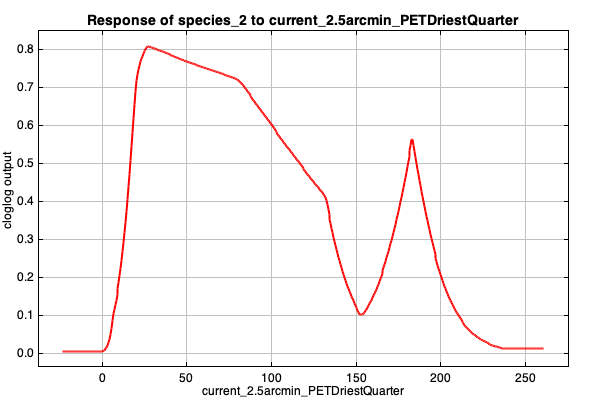 Response of species_2 to current_2.5arcmin_PETDriestQuarter
0.8
0.7
0.6
0.5
0.4
0.3
0.2
0.1
0.0
cloglog output
0 50 100 150 200 250
current_2.5arcmin_PETDriestQuarter